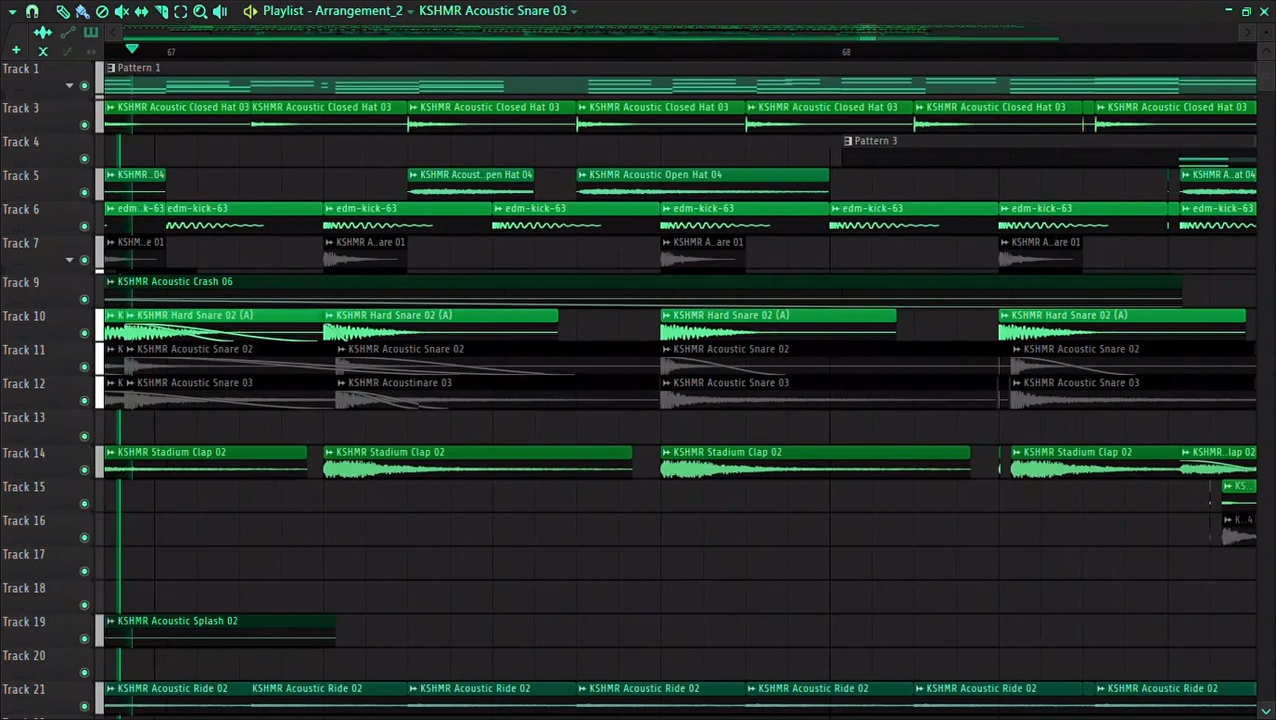 Playlist - Arrangement_2 KSHMR Acoustic Snare 03
67 68
Track 1 Pattern 1
Track 3 KSHMR Acoustic Closed Hat 03 KSHMR Acoustic Closed Hat 03 KSHMR Acoustic Closed Hat 03 KSHMR Acoustic Closed Hat 03 KSHMR Acoustic Closed Hat 03 KSHMR Acoustic Closed Hat 03 KSHMR Acoustic Closed Hat 03
Track 4 Pattern 3
Track 5 KSHMR..04 KSHMR Acoust..pen Hat 04 KSHMR Acoustic Open Hat 04 KSHMR A..at 04
Track 6 edm..k-63 edm-kick-63 edm-kick-63 edm-kick-63 edm-kick-63 edm-kick-63 edm-kick-63 edm-kick-63
Track 7 KSHM..e 01 KSHMR A..are 01 KSHMR A..are 01 KSHMR A..are 01
Track 9 KSHMR Acoustic Crash 06
Track 10 K KSHMR Hard Snare 02 (A) KSHMR Hard Snare 02 (A) KSHMR Hard Snare 02 (A) KSHMR Hard Snare 02 (A)
Track 11 K KSHMR Acoustic Snare 02 KSHMR Acoustic Snare 02 KSHMR Acoustic Snare 02 KSHMR Acoustic Snare 02
Track 12 K KSHMR Acoustic Snare 03 KSHMR Acoustinare 03 KSHMR Acoustic Snare 03 KSHMR Acoustic Snare 03
Track 13
Track 14 KSHMR Stadium Clap 02 KSHMR Stadium Clap 02 KSHMR Stadium Clap 02 KSHMR Stadium Clap 02 KSHMR..lap 02
Track 15 KS..
Track 16 K..4
Track 17
Track 18
Track 19 KSHMR Acoustic Splash 02
Track 20
Track 21 KSHMR Acoustic Ride 02 KSHMR Acoustic Ride 02 KSHMR Acoustic Ride 02 KSHMR Acoustic Ride 02 KSHMR Acoustic Ride 02 KSHMR Acoustic Ride 02 KSHMR Acoustic Ride 02